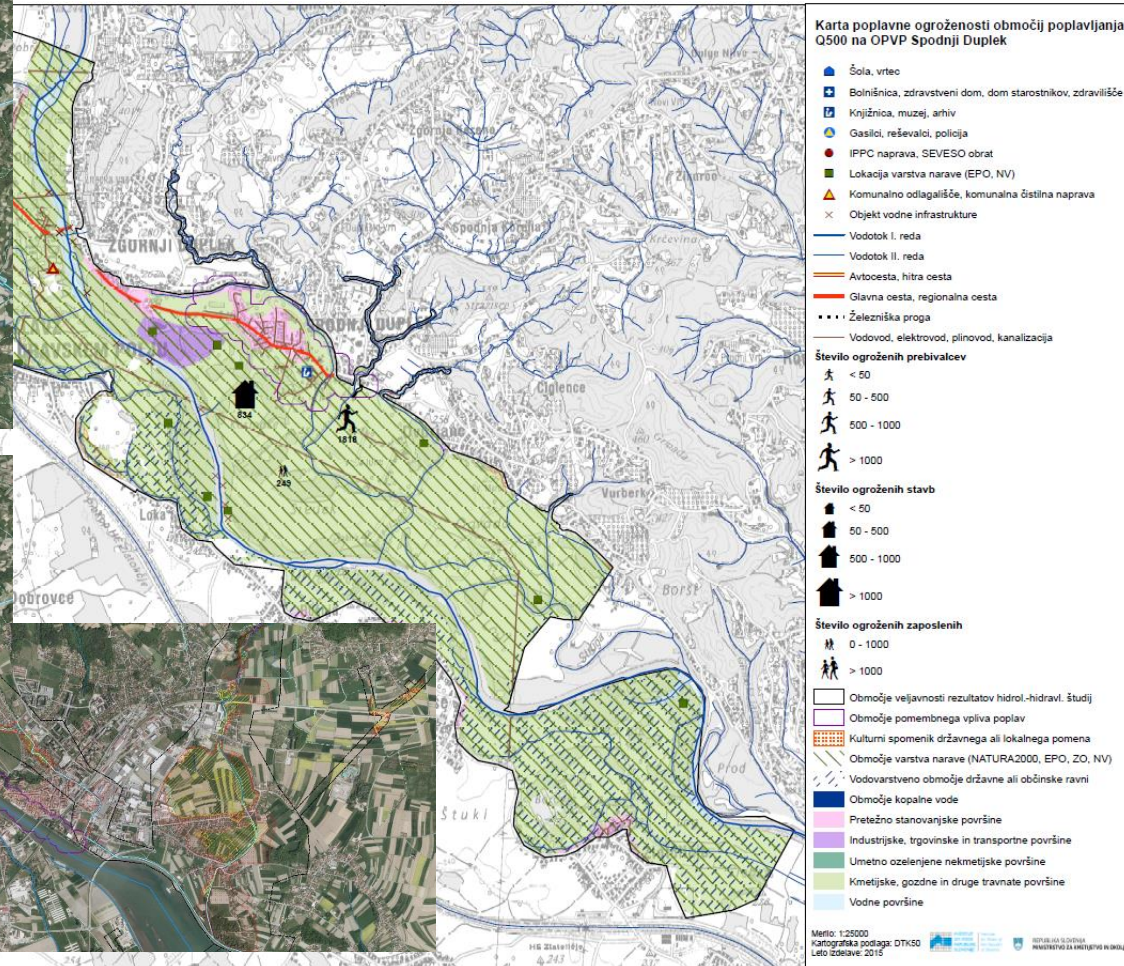 Karta poplavne ogroženosti območij poplavljanja
Q500 na OPVP Spodnji Duplek
Šola, vrtec
Bolnišnica, zdravstveni dom, dom starostnikov, zdravilišče
Knjižnica, muzej, arhiv
Gasilci, reševalci, policija
IPPC naprava, SEVESO obrat
Lokacija varstva narave (EPO, NV)
Komunalno odlagališče, komunalna čistilna naprava
Objekt vodne infrastrukture
Vodotok I. reda
Vodotok II. reda
Avtocesta, hitra cesta
Glavna cesta, regionalna cesta
Železniška proga
Vodovod, elektrovod, plinovod, kanalizacija
Število ogroženih prebivalcev
< 50
50 - 500
500 - 1000
> 1000
Število ogroženih stavb
< 50
50 - 500
500 - 1000
> 1000
Število ogroženih zaposlenih
0 - 1000
> 1000
Območje veljavnosti rezultatov hidrol.-hidravl. študij
Območje pomembnega vpliva poplav
Kulturni spomenik državnega ali lokalnega pomena
Območje varstva narave (NATURA2000, EPO, ZO, NV)
Vodovarstveno območje državne ali občinske ravni
Območje kopalne vode
Pretežno stanovanjske površine
Industrijske, trgovinske in transportne površine
Umetno ozelenjene nekmetijske površine
Kmetijske, gozdne in druge travnate površine
Vodne površine
Merilo: 1:25000
Kartografska podlaga: DTK50
Leto izdelave: 2015
REPUBLIKA SLOVENIJA
ZGORNJI DUPLEK
Krčevina
Ciglence
834
1818
249
Vurberk
Loka
Dobrovce
Borst
Prod
Štuki
HE Zlatoličje